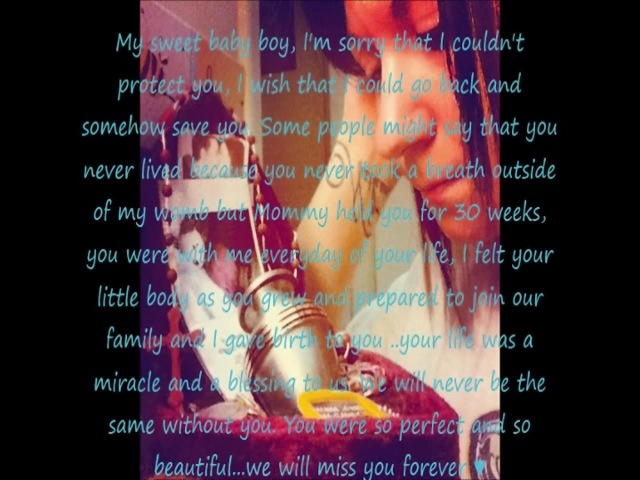 My sweet baby boy, I'm sorry that I couldn't
protect you, I wish that I could go back and
somehow save you. Some people might say that you
never lived because you never took a breath outside
of my womb but Mommy held you for 30 weeks,
you were with me everyday of your life, I felt your
little body as you grew and prepared to join our
family and I gave birth to you ..your life was a
miracle and a blessing to us. We will never be the
same without you. You were so perfect and so
beautiful...we will miss you forever ♥